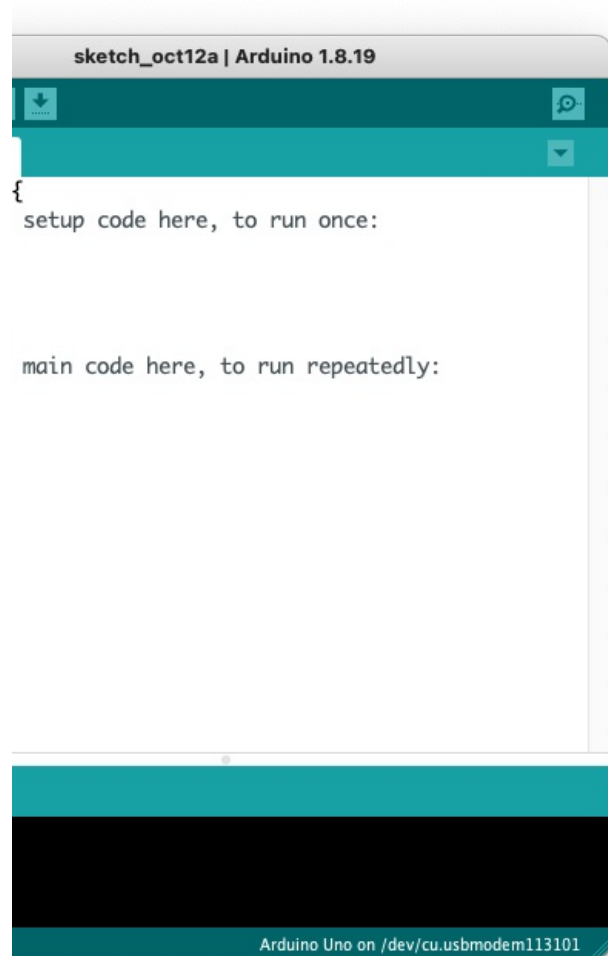 sketch_oct12a | Arduino 1.8.19
{
setup code here, to run once:
main code here, to run repeatedly:
Arduino Uno on /dev/cu.usbmodem113101